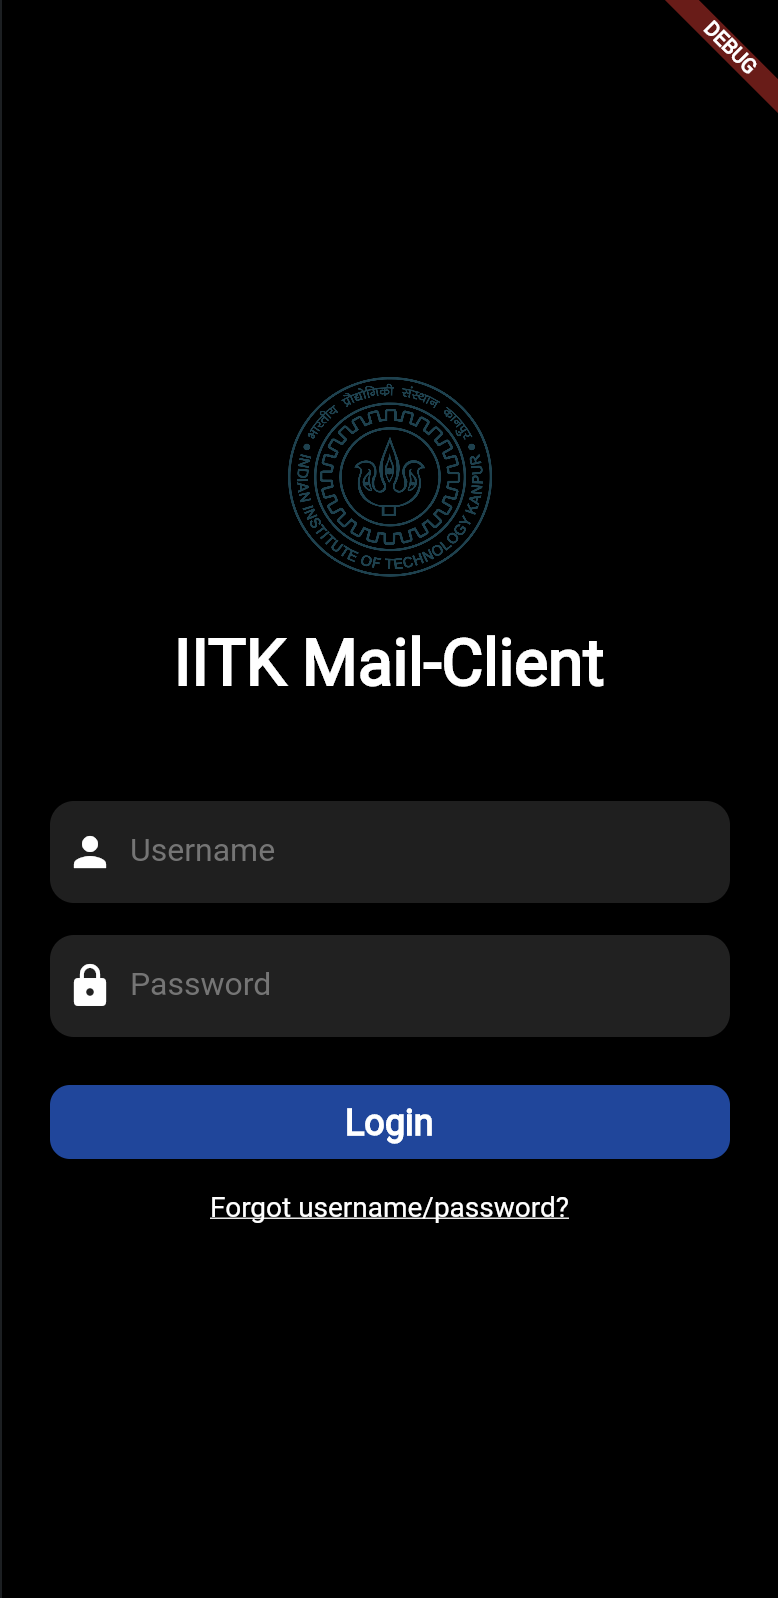 DEBUG
भारतीय प्रौद्योगिकी संस्थान कानपुर
INDIAN INSTITUTE OF TECHNOLOGY KANPUR
IITK Mail-Client
Username
Password
Login
Forgot username/password?